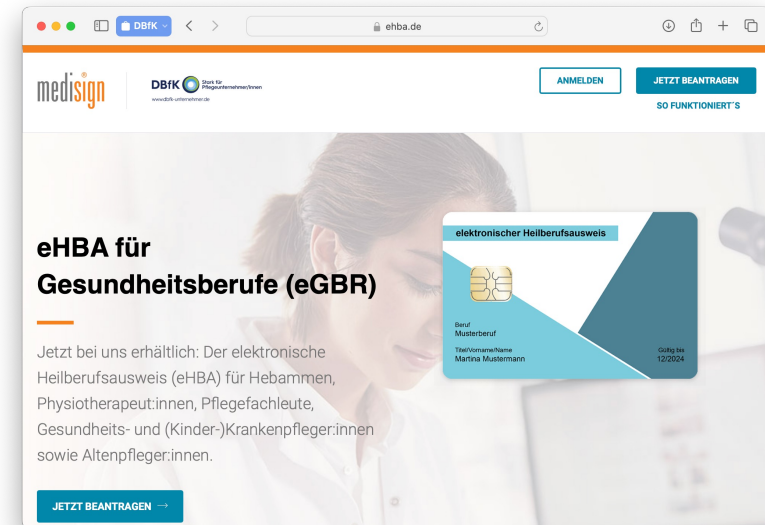 DBfK
ehba.de
medisign
DBfK Stark für
Pflegeunternehmer/innen
www.dbfk-unternehmer.de
ANMELDEN
JETZT BEANTRAGEN
SO FUNKTIONIERT´S
eHBA für
Gesundheitsberufe (eGBR)
Jetzt bei uns erhältlich: Der elektronische
Heilberufsausweis (eHBA) für Hebammen,
Physiotherapeut:innen, Pflegefachleute,
Gesundheits- und (Kinder-)Krankenpfleger:innen
sowie Altenpfleger:innen.
JETZT BEANTRAGEN →
elektronischer Heilberufsausweis
Beruf
Musterberuf
Titel/Vorname/Name
Martina Mustermann
Gültig bis
12/2024